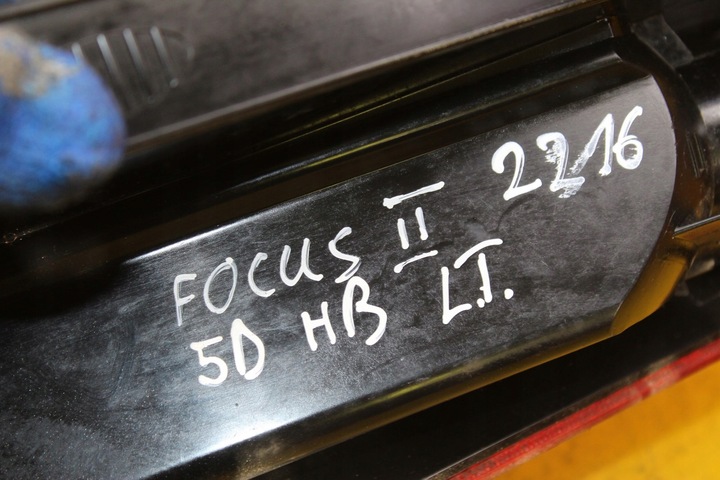 FOCUS II 2216
5D HB L.T.